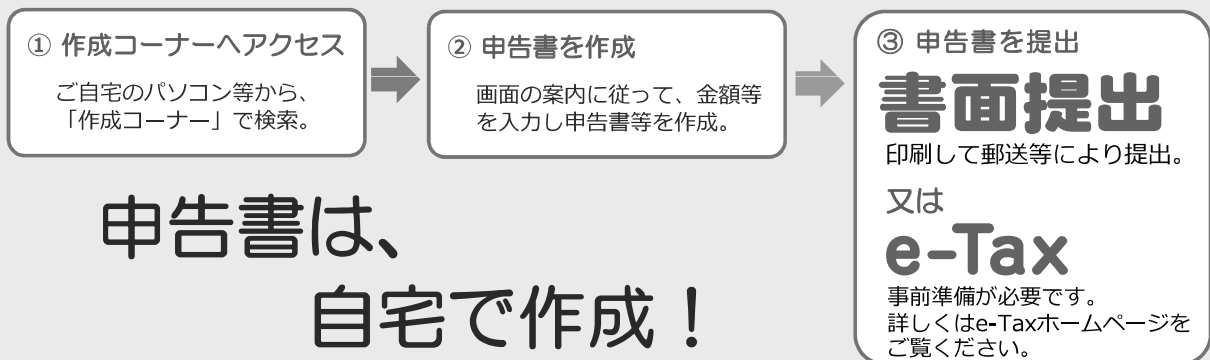 ① 作成コーナーへアクセス
ご自宅のパソコン等から、
「作成コーナー」で検索。
② 申告書を作成
画面の案内に従って、金額等
を入力し申告書等を作成。
③ 申告書を提出
書面提出
印刷して郵送等により提出。
又は
e-Tax
事前準備が必要です。
詳しくはe-Taxホームページを
ご覧ください。
申告書は、
自宅で作成！